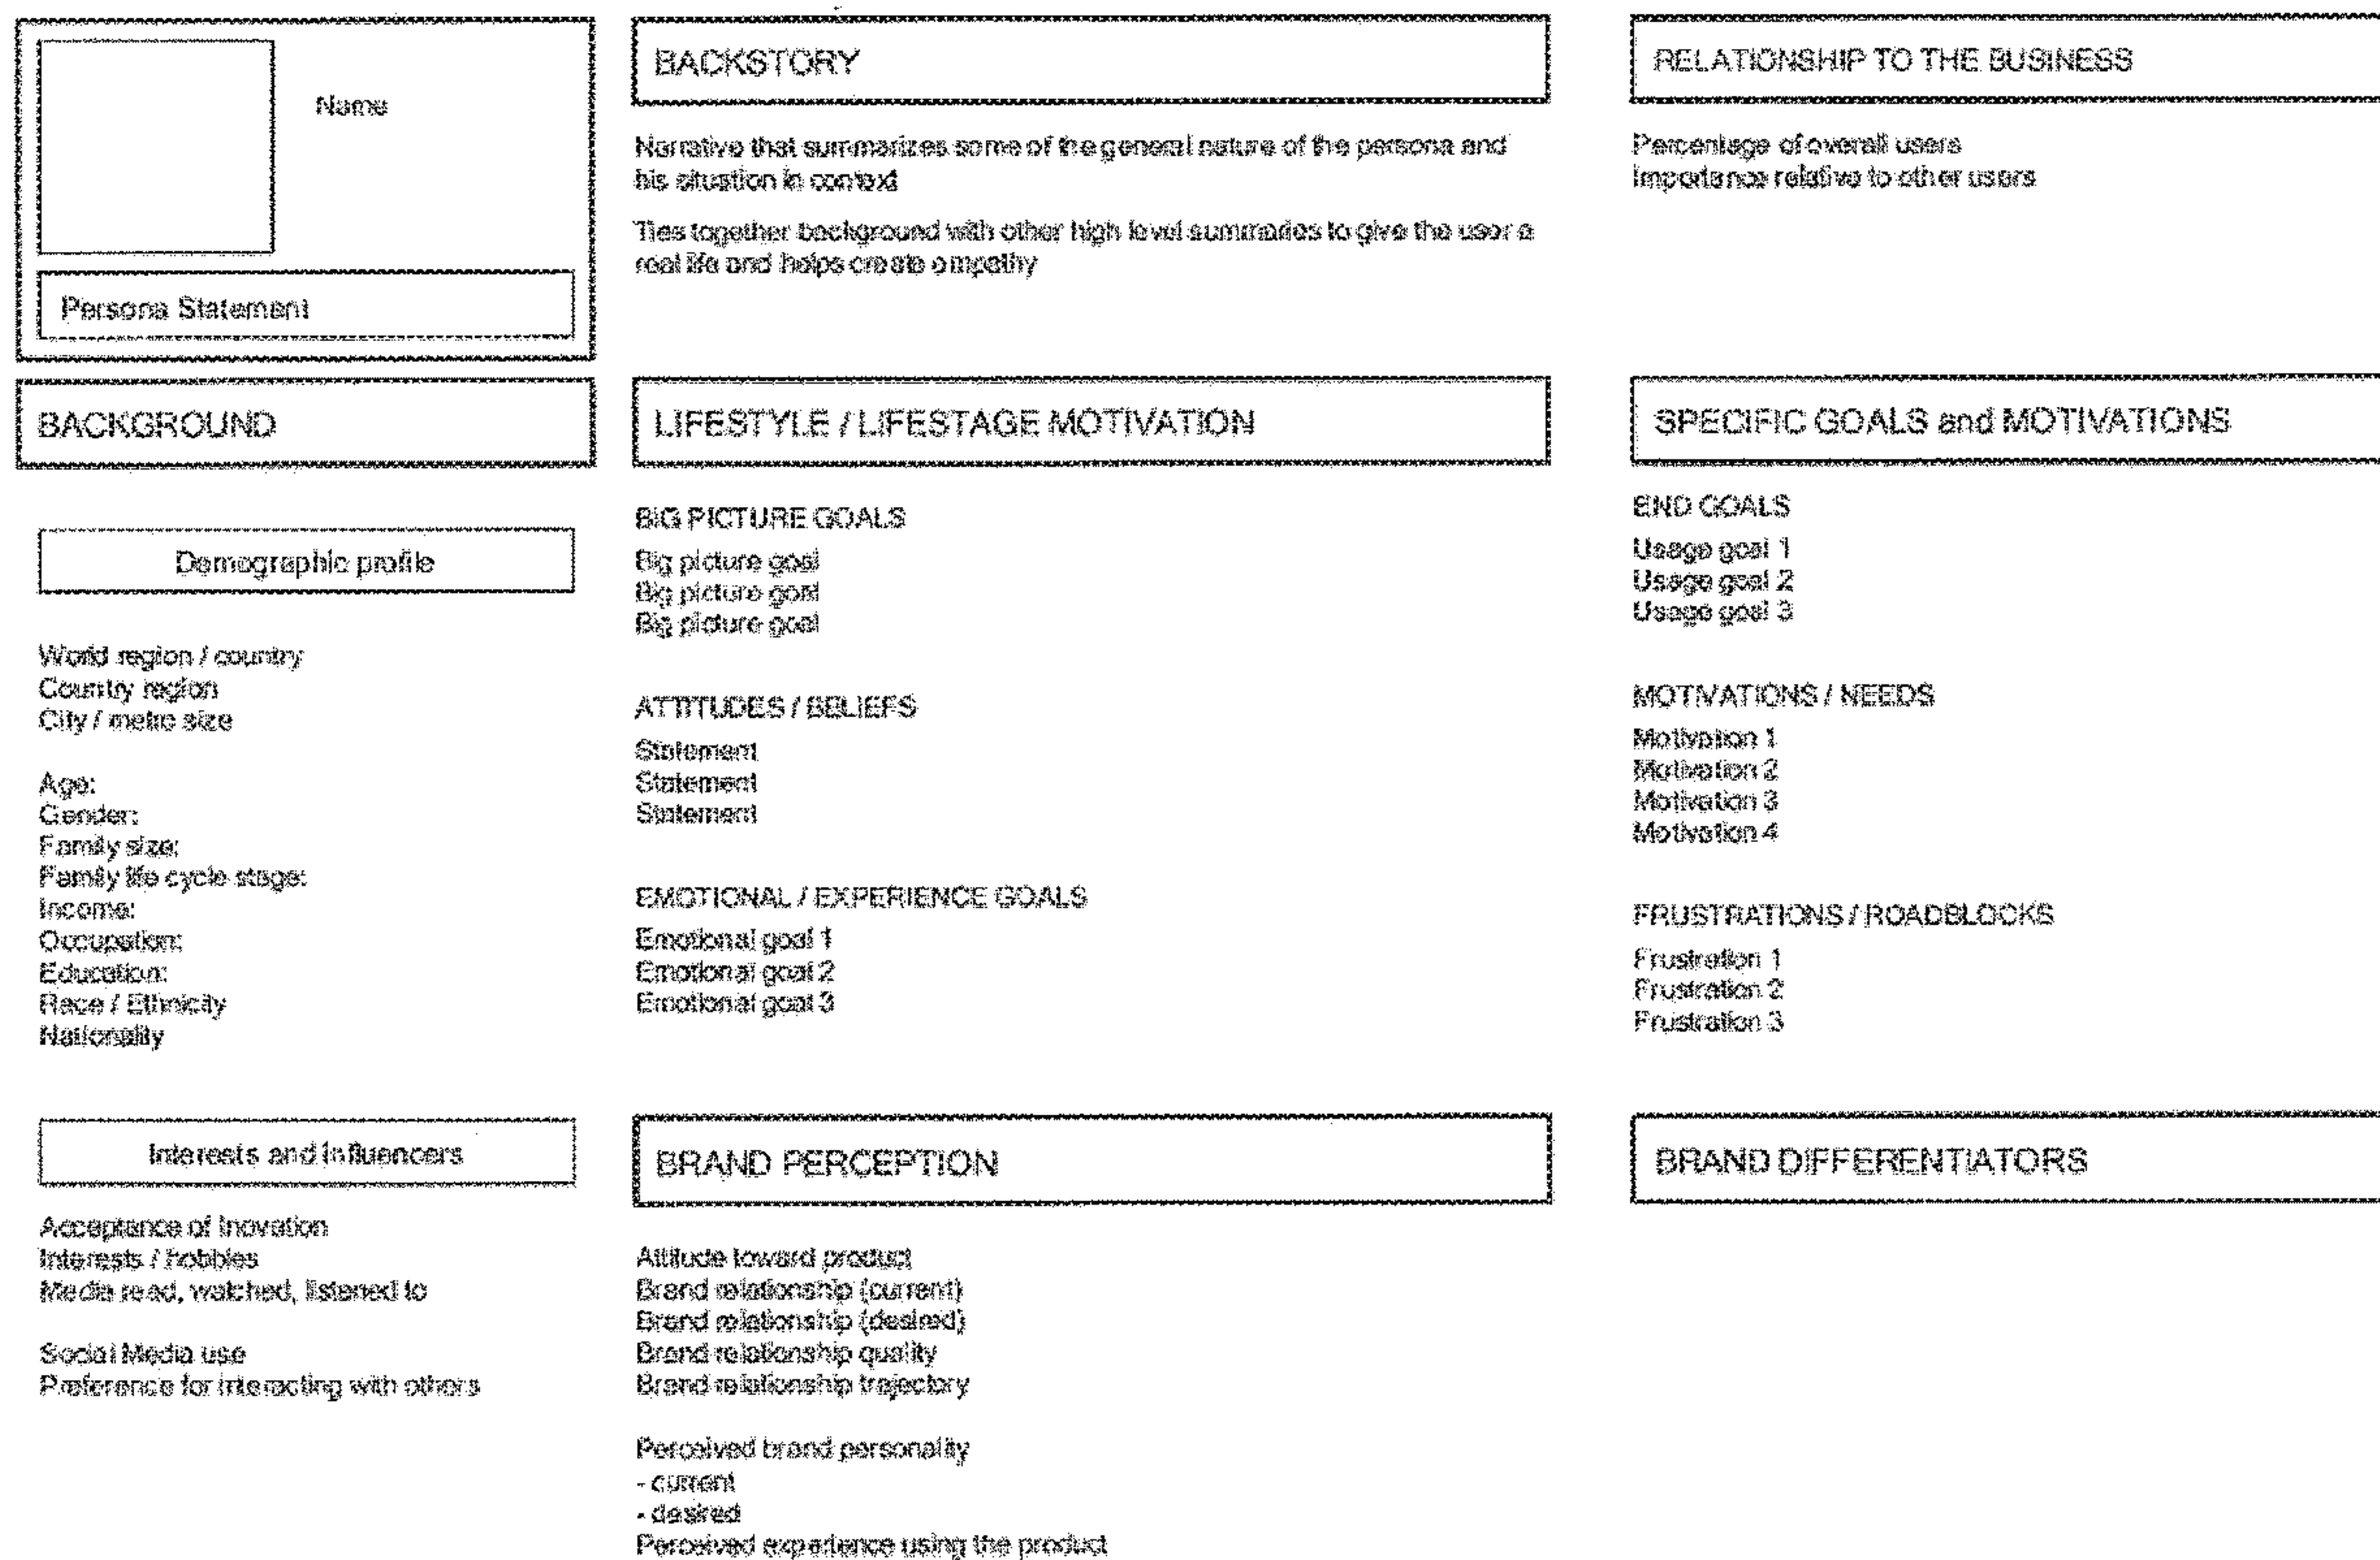 Name
Persona Statement
BACKGROUND
Demographic profile
World region / country
Country region
City / metro size
Age:
Gender:
Family size:
Family life cycle stage:
Income:
Occupation:
Education:
Race / Ethnicity
Nationality
Interests and Influencers
Acceptance of Inovation
Interests / hobbies
Media read, watched, listened to
Social Media use
Preference for interacting with others
BACKSTORY
Narrative that summarizes some of the general nature of the persona and
his situation in context
Ties together background with other high level summaries to give the user a
real life and helps create empathy
LIFESTYLE / LIFESTAGE MOTIVATION
BIG PICTURE GOALS
Big picture goal
Big picture goal
Big picture goal
ATTITUDES / BELIEFS
Statement
Statement
Statement
EMOTIONAL / EXPERIENCE GOALS
Emotional goal 1
Emotional goal 2
Emotional goal 3
BRAND PERCEPTION
Attitude toward product
Brand relationship (current)
Brand relationship (desired)
Brand relationship quality
Brand relationship trajectory
Perceived brand personality
- current
- desired
Perceived experience using the product
RELATIONSHIP TO THE BUSINESS
Percentage of overall users
Importance relative to other users
SPECIFIC GOALS and MOTIVATIONS
END GOALS
Usage goal 1
Usage goal 2
Usage goal 3
MOTIVATIONS / NEEDS
Motivation 1
Motivation 2
Motivation 3
Motivation 4
FRUSTRATIONS / ROADBLOCKS
Frustration 1
Frustration 2
Frustration 3
BRAND DIFFERENTIATORS